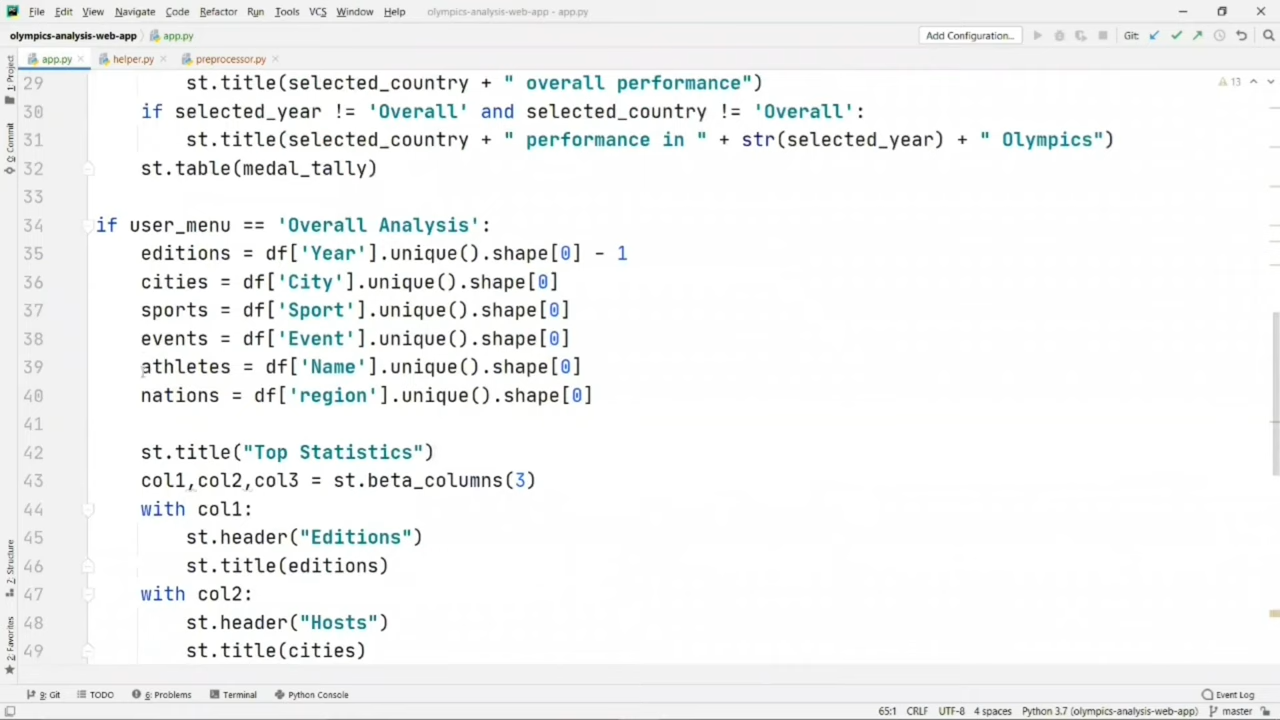 File Edit View Navigate Code Refactor Run Tools VCS Window Help olympics-analysis-web-app - app.py
olympics-analysis-web-app app.py Add Configuration... Git:
app.py helper.py preprocessor.py
29 st.title(selected_country + " overall performance") 13
30 if selected_year != 'Overall' and selected_country != 'Overall':
31 st.title(selected_country + " performance in " + str(selected_year) + " Olympics")
32 st.table(medal_tally)
33
34 if user_menu == 'Overall Analysis':
35 editions = df['Year'].unique().shape[0] - 1
36 cities = df['City'].unique().shape[0]
37 sports = df['Sport'].unique().shape[0]
38 events = df['Event'].unique().shape[0]
39 athletes = df['Name'].unique().shape[0]
40 nations = df['region'].unique().shape[0]
41
42 st.title("Top Statistics")
43 col1,col2,col3 = st.beta_columns(3)
44 with col1:
45 st.header("Editions")
46 st.title(editions)
47 with col2:
48 st.header("Hosts")
49 st.title(cities)
1: Project
0: Commit
7: Structure
2: Favorites
9: Git TODO 6: Problems Terminal Python Console Event Log
65:1 CRLF UTF-8 4 spaces Python 3.7 (olympics-analysis-web-app) master